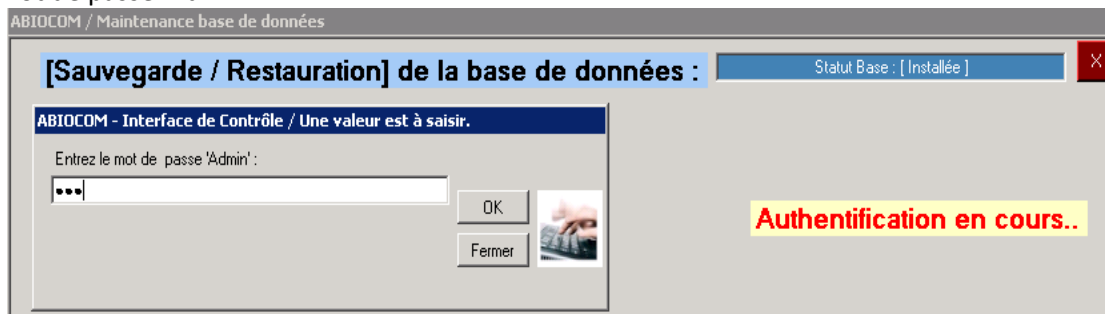 ABIOCOM / Maintenance base de données
[Sauvegarde / Restauration] de la base de données :
Statut Base : [ Installée ]
X
ABIOCOM - Interface de Contrôle / Une valeur est à saisir.
Entrez le mot de passe 'Admin' :
•••
OK
Fermer
Authentification en cours..